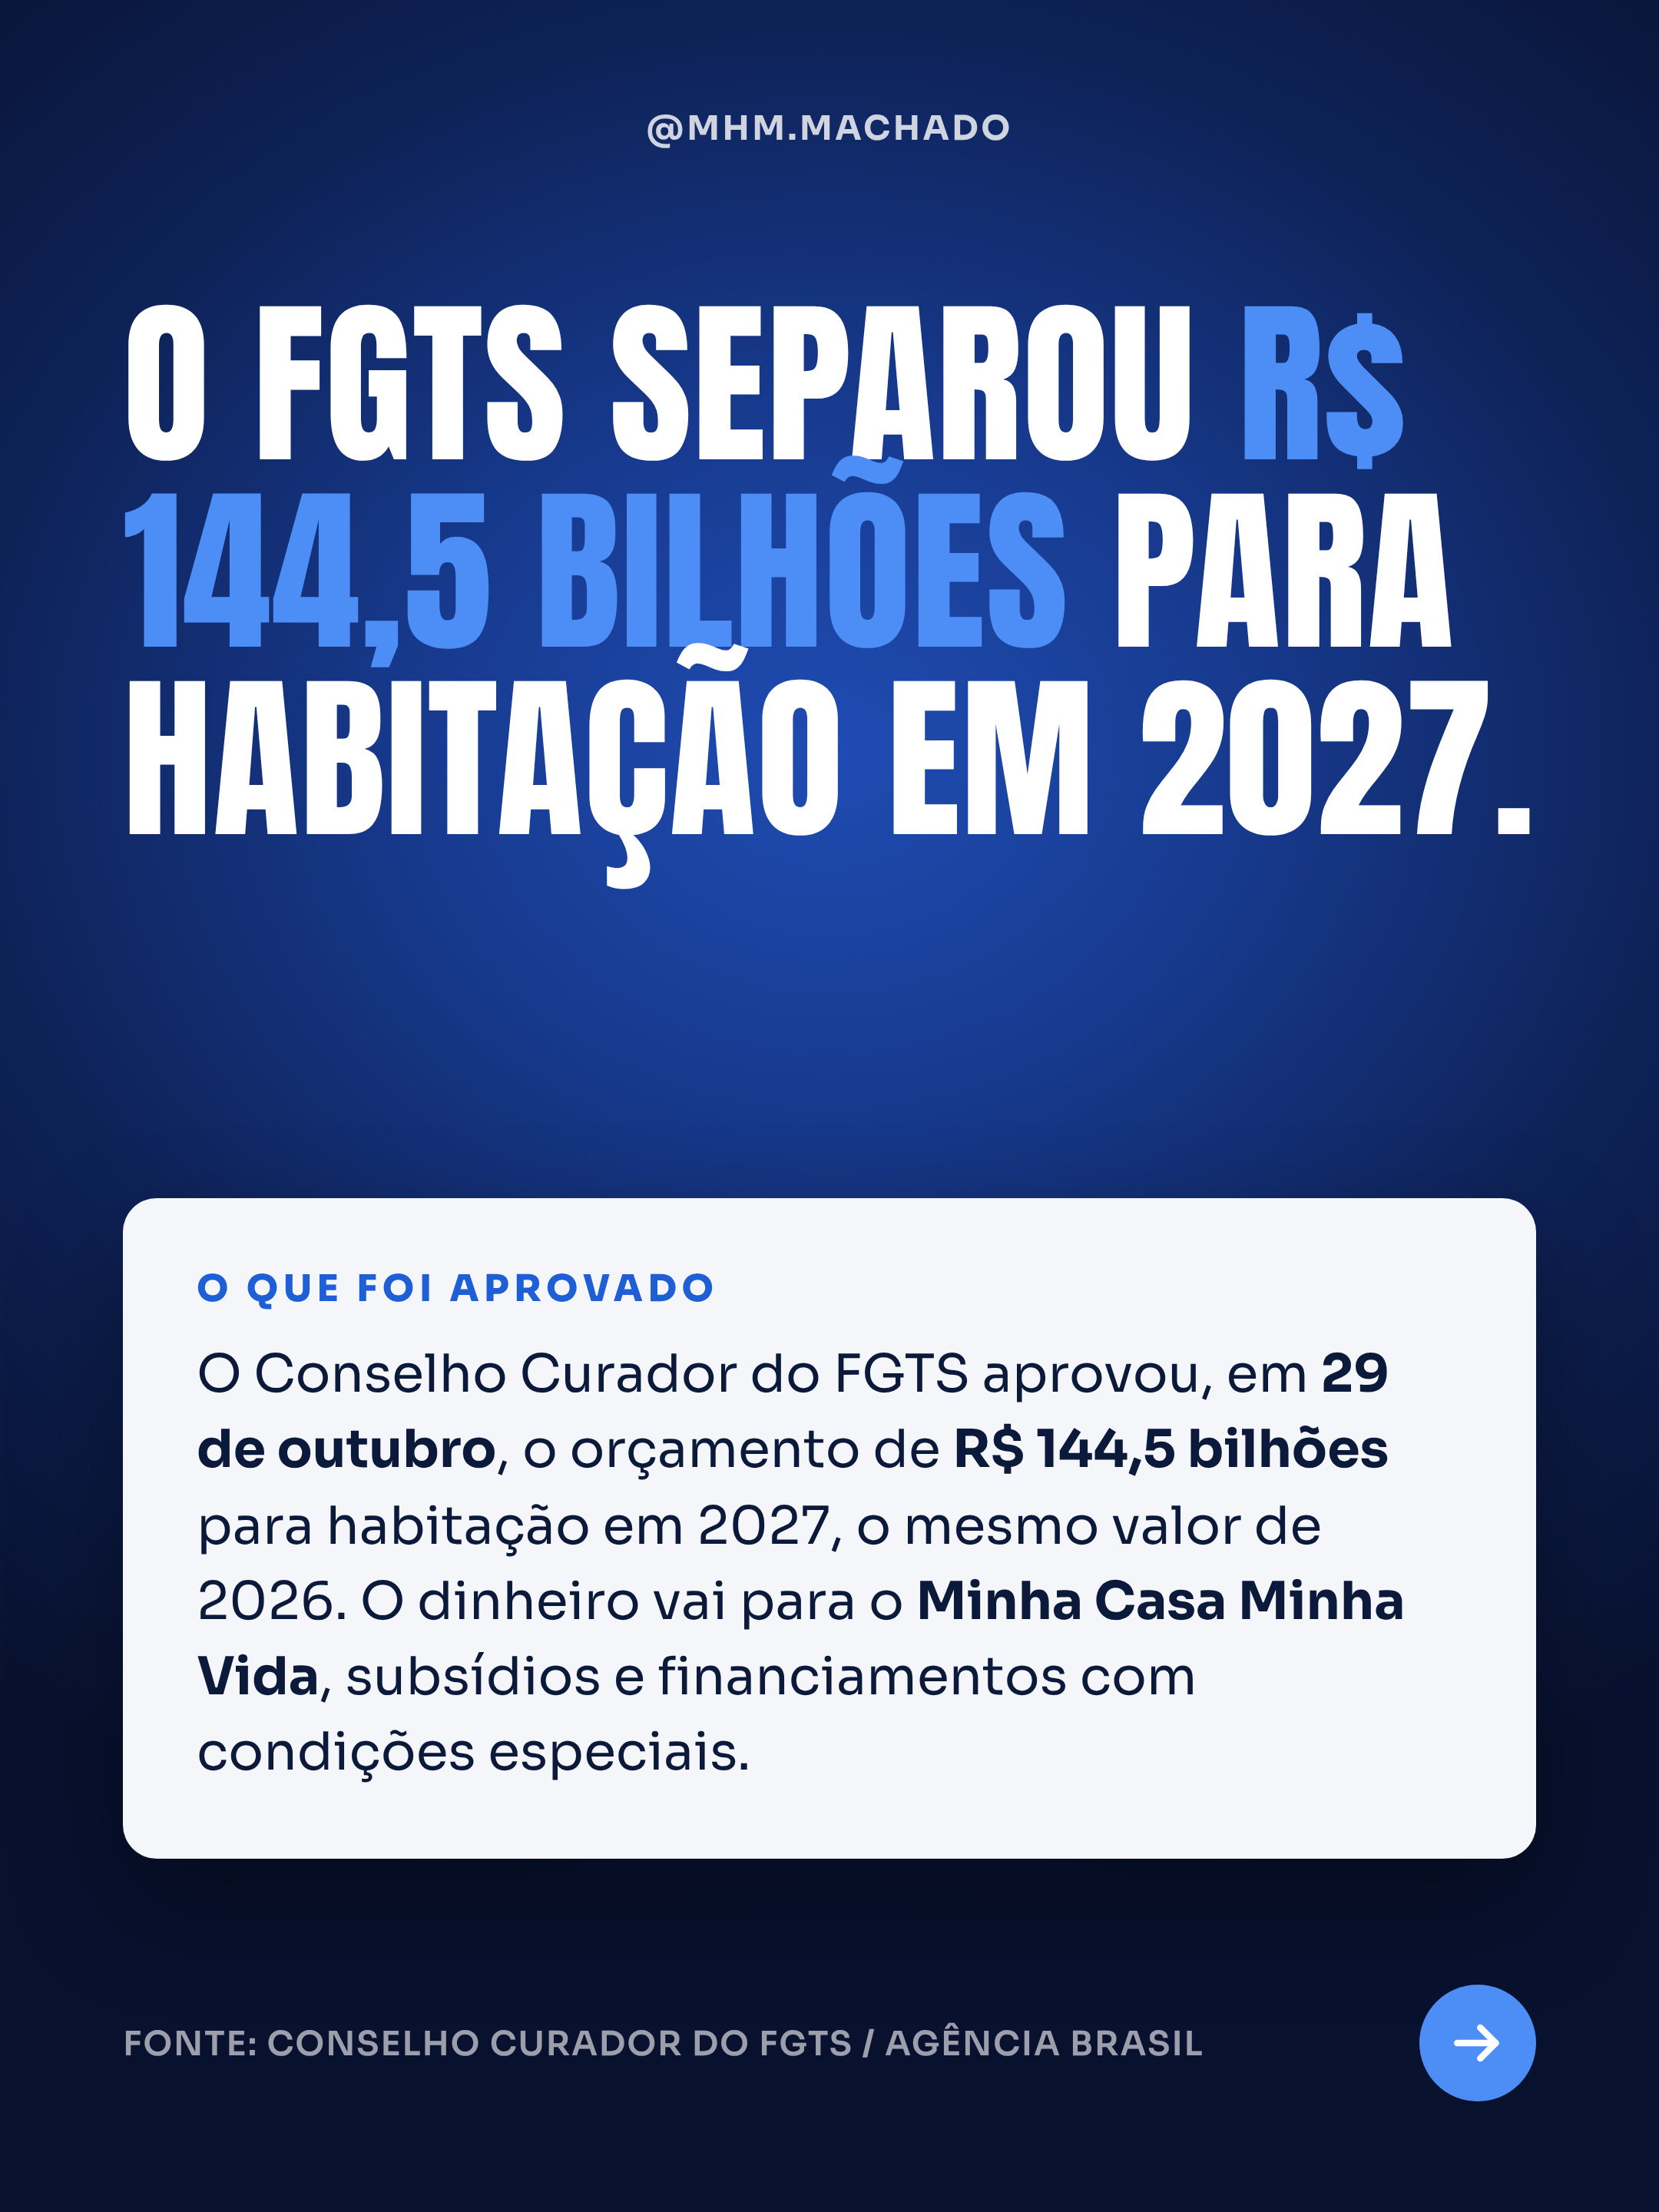 @MHM.MACHADO
O FGTS SEPAROU R$
144,5 BILHÕES PARA
HABITAÇÃO EM 2027.
O QUE FOI APROVADO
O Conselho Curador do FGTS aprovou, em 29
de outubro, o orçamento de R$ 144,5 bilhões
para habitação em 2027, o mesmo valor de
2026. O dinheiro vai para o Minha Casa Minha
Vida, subsídios e financiamentos com
condições especiais.
FONTE: CONSELHO CURADOR DO FGTS / AGÊNCIA BRASIL